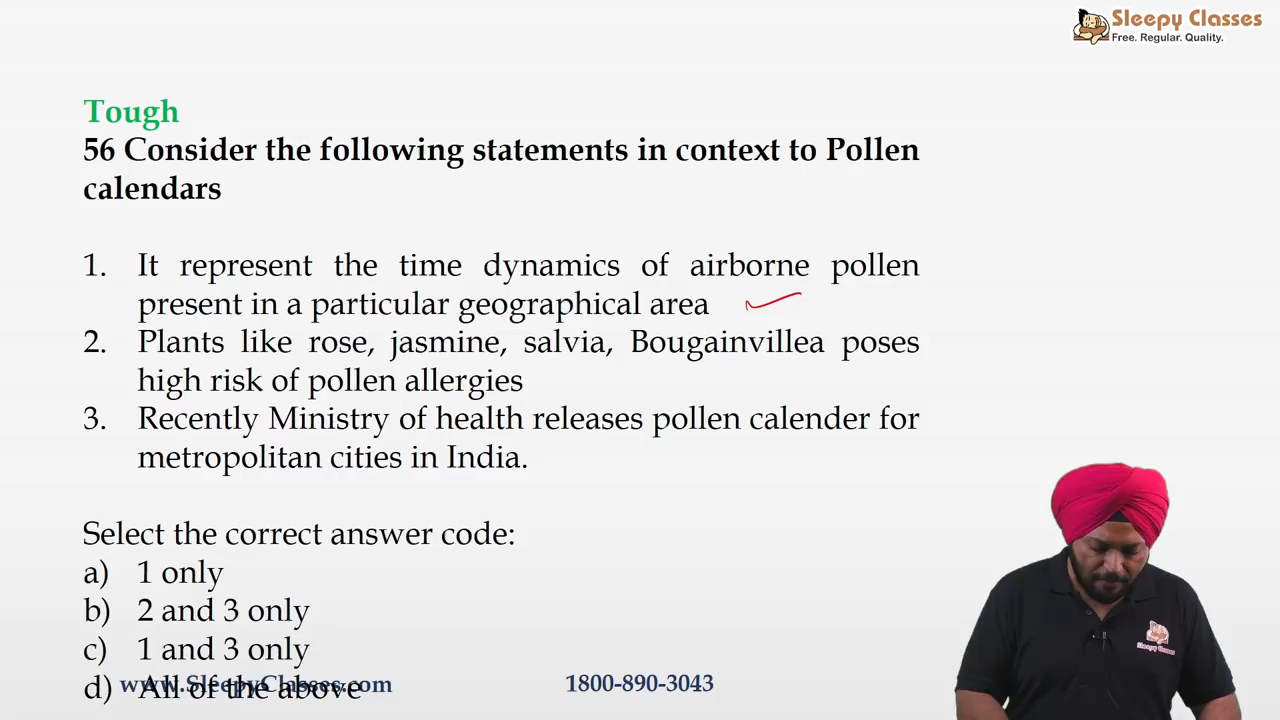 Sleepy Classes
Free. Regular. Quality.
Tough
56 Consider the following statements in context to Pollen
calendars
1. It represent the time dynamics of airborne pollen
present in a particular geographical area
2. Plants like rose, jasmine, salvia, Bougainvillea poses
high risk of pollen allergies
3. Recently Ministry of health releases pollen calender for
metropolitan cities in India.
Select the correct answer code:
a) 1 only
b) 2 and 3 only
c) 1 and 3 only
d) All of the above
www.SleepyClasses.com
1800-890-3043
Sleepy Classes